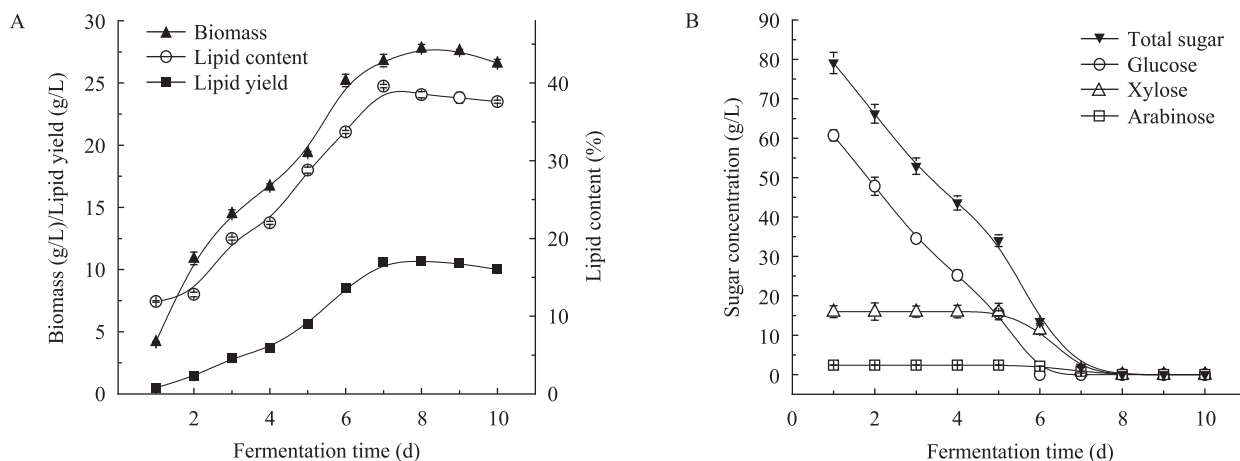 A
Biomass (g/L)/Lipid yield (g/L)
30
25
20
15
10
5
0
Biomass
Lipid content
Lipid yield
40
30
20
10
0
Lipid content (%)
2 4 6 8 10
Fermentation time (d)
B
Sugar concentration (g/L)
90
80
70
60
50
40
30
20
10
0
Total sugar
Glucose
Xylose
Arabinose
0 2 4 6 8 10
Fermentation time (d)